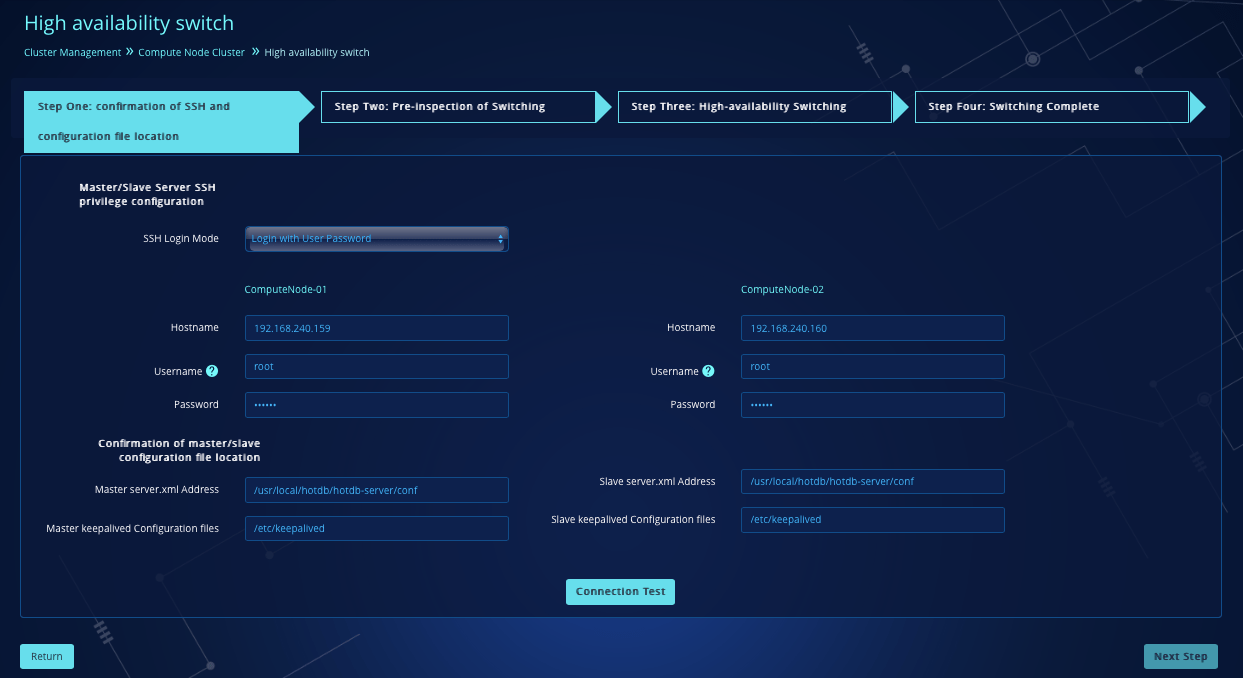 High availability switch
Cluster Management » Compute Node Cluster » High availability switch
Step One: confirmation of SSH and
configuration file location
Step Two: Pre-inspection of Switching
Step Three: High-availability Switching
Step Four: Switching Complete
Master/Slave Server SSH
privilege configuration
SSH Login Mode Login with User Password
ComputeNode-01 ComputeNode-02
Hostname 192.168.240.159 Hostname 192.168.240.160
Username ? root Username ? root
Password •••••• Password ••••••
Confirmation of master/slave
configuration file location
Master server.xml Address /usr/local/hotdb/hotdb-server/conf Slave server.xml Address /usr/local/hotdb/hotdb-server/conf
Master keepalived Configuration files /etc/keepalived Slave keepalived Configuration files /etc/keepalived
Connection Test
Return Next Step